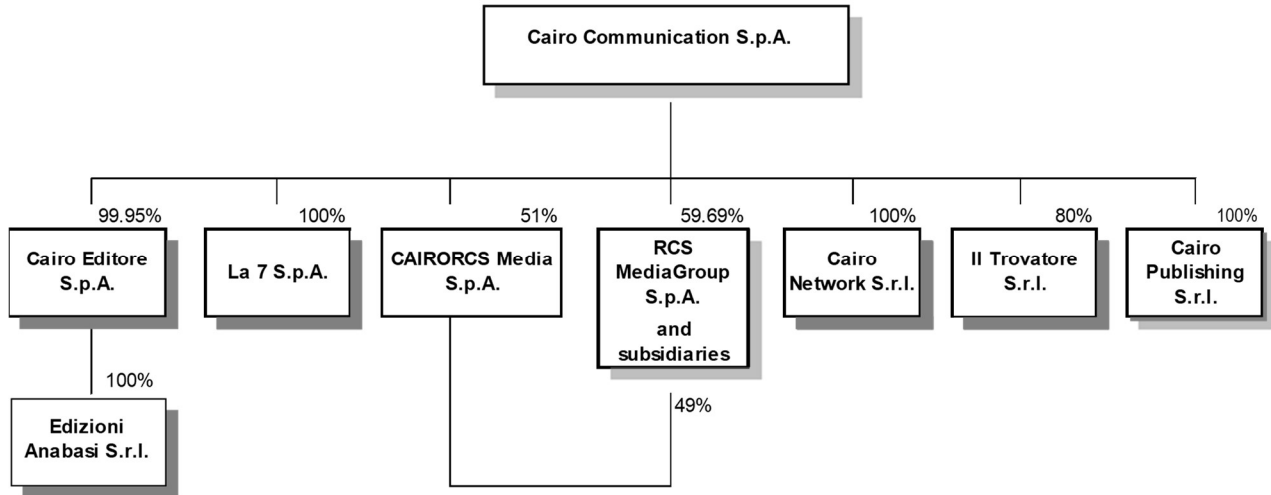 Cairo Communication S.p.A.
99.95%
100%
51%
59.69%
100%
80%
100%
Cairo Editore
S.p.A.
La 7 S.p.A.
CAIRORCS Media
S.p.A.
RCS
MediaGroup
S.p.A.
and
subsidiaries
Cairo
Network S.r.l.
Il Trovatore
S.r.l.
Cairo
Publishing
S.r.l.
100%
49%
Edizioni
Anabasi S.r.l.